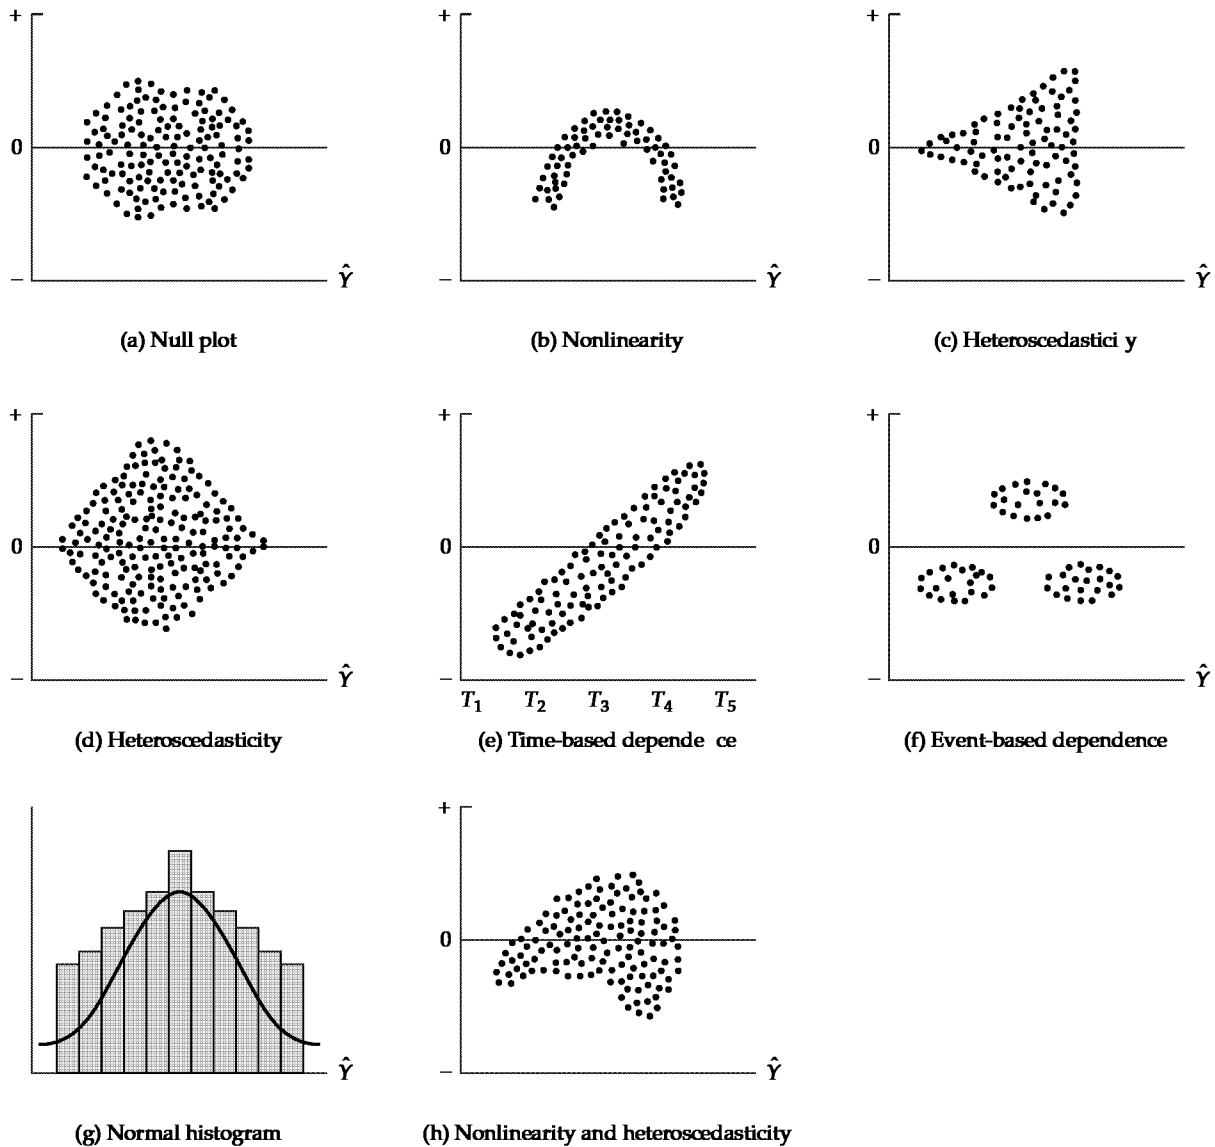 +
0
−
Ŷ
(a) Null plot
+
0
−
Ŷ
(b) Nonlinearity
+
0
−
Ŷ
(c) Heteroscedastici y
+
0
−
Ŷ
(d) Heteroscedasticity
+
0
−
T₁ T₂ T₃ T₄ T₅
(e) Time-based depende ce
+
0
−
Ŷ
(f) Event-based dependence
Ŷ
(g) Normal histogram
+
0
−
Ŷ
(h) Nonlinearity and heteroscedasticity